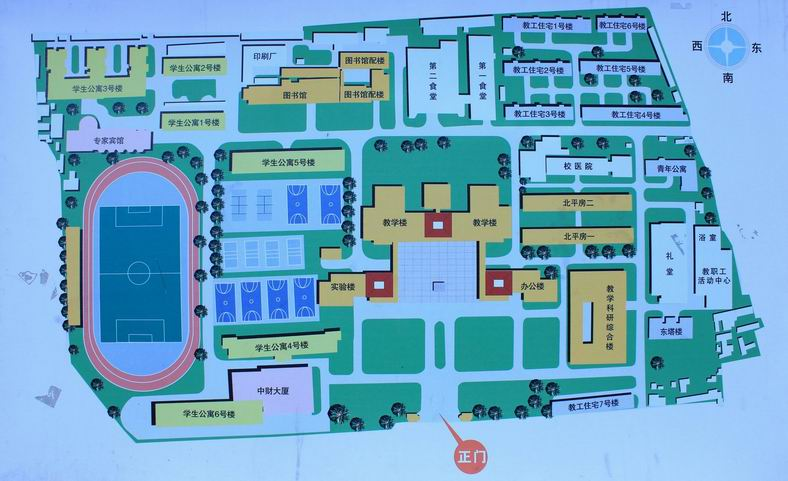 北
西 东
南
教工住宅1号楼
教工住宅6号楼
印刷厂
图书馆配楼
学生公寓2号楼
第二食堂
第一食堂
教工住宅2号楼
教工住宅5号楼
学生公寓3号楼
图书馆
图书馆配楼
教工住宅3号楼
教工住宅4号楼
学生公寓1号楼
专家宾馆
学生公寓5号楼
校医院
青年公寓
北平房二
教学楼
教学楼
北平房一
浴室
礼堂
教职工
活动中心
实验楼
办公楼
教学科研综合楼
东塔楼
学生公寓4号楼
中财大厦
学生公寓6号楼
教工住宅7号楼
正门